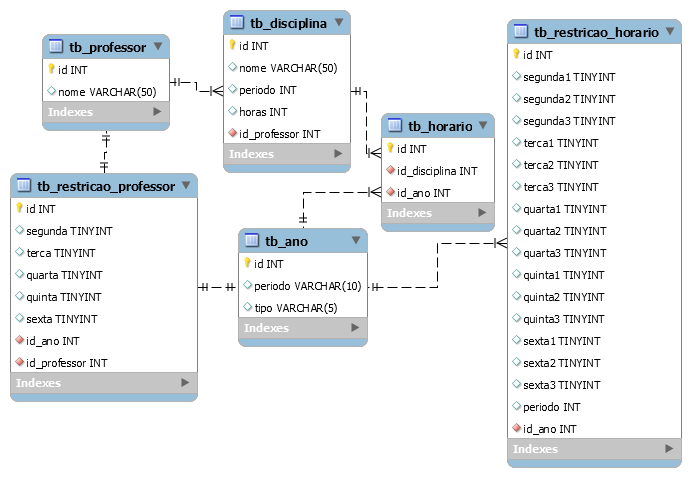 tb_professor
id INT
nome VARCHAR(50)
Indexes
tb_disciplina
id INT
nome VARCHAR(50)
periodo INT
horas INT
id_professor INT
Indexes
tb_horario
id INT
id_disciplina INT
id_ano INT
Indexes
tb_restricao_horario
id INT
segunda1 TINYINT
segunda2 TINYINT
segunda3 TINYINT
terca1 TINYINT
terca2 TINYINT
terca3 TINYINT
quarta1 TINYINT
quarta2 TINYINT
quarta3 TINYINT
quinta1 TINYINT
quinta2 TINYINT
quinta3 TINYINT
sexta1 TINYINT
sexta2 TINYINT
sexta3 TINYINT
periodo INT
id_ano INT
Indexes
tb_restricao_professor
id INT
segunda TINYINT
terca TINYINT
quarta TINYINT
quinta TINYINT
sexta TINYINT
id_ano INT
id_professor INT
Indexes
tb_ano
id INT
periodo VARCHAR(10)
tipo VARCHAR(5)
Indexes